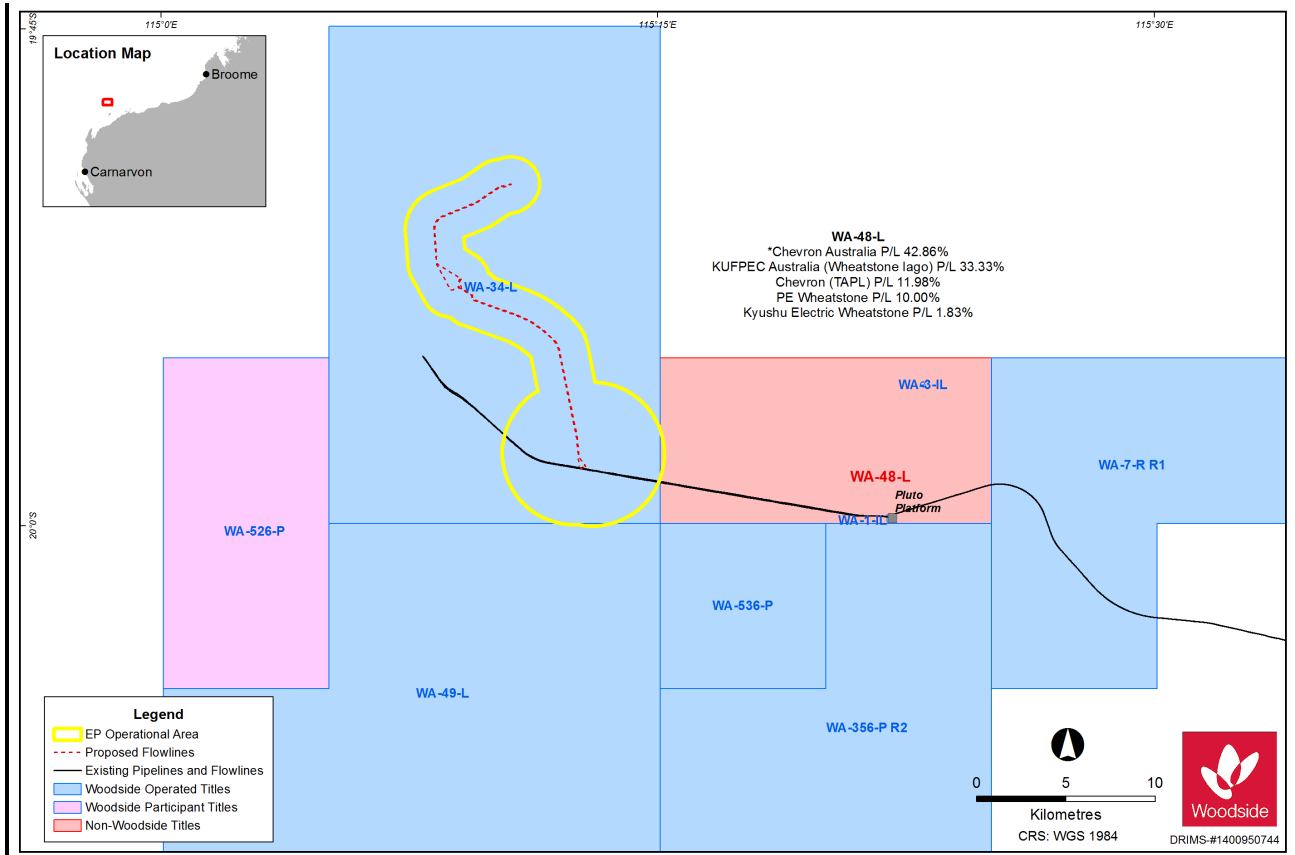 115°0'E
115°15'E
115°30'E
19°45'S
20°0'S
Location Map
Broome
Carnarvon
WA-48-L
*Chevron Australia P/L 42.86%
KUFPEC Australia (Wheatstone Iago) P/L 33.33%
Chevron (TAPL) P/L 11.98%
PE Wheatstone P/L 10.00%
Kyushu Electric Wheatstone P/L 1.83%
WA-34-L
WA-3-IL
WA-7-R R1
WA-48-L
Pluto
Platform
WA-1-IL
WA-526-P
WA-536-P
WA-49-L
WA-356-P R2
Legend
EP Operational Area
Proposed Flowlines
Existing Pipelines and Flowlines
Woodside Operated Titles
Woodside Participant Titles
Non-Woodside Titles
0 5 10
Kilometres
CRS: WGS 1984
Woodside
DRIMS-#1400950744